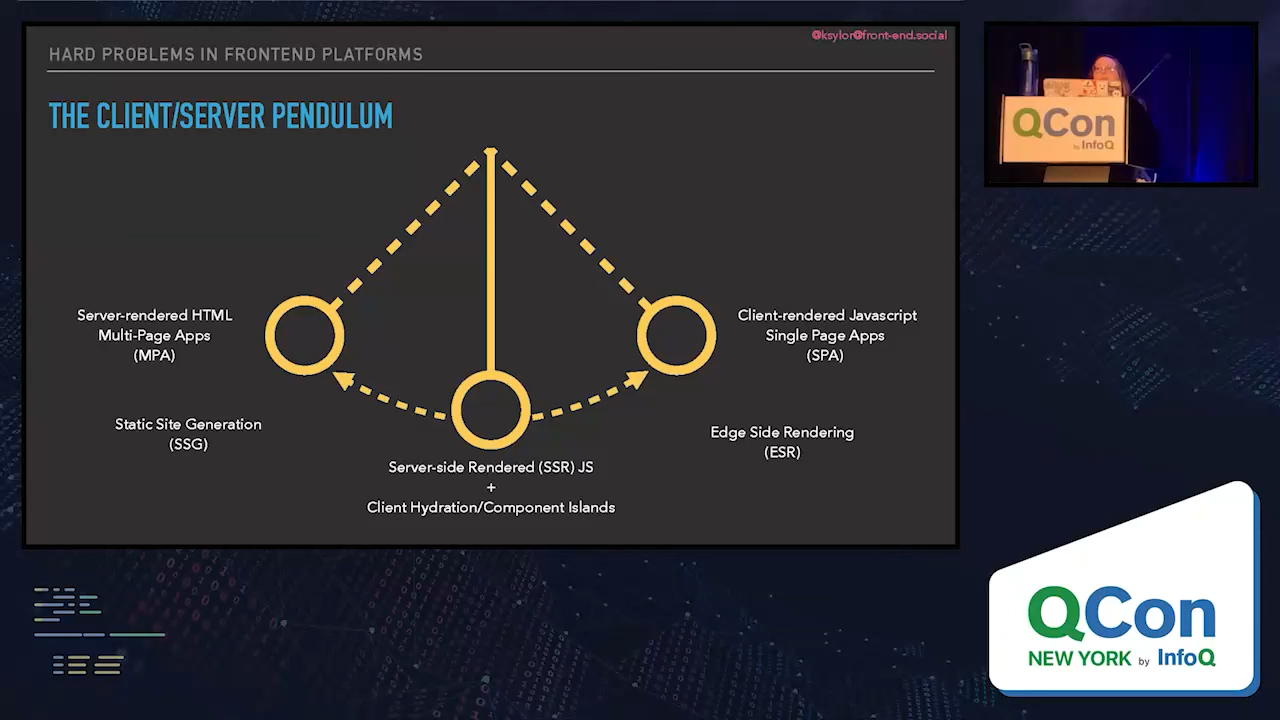 @ksylor@front-end.social
HARD PROBLEMS IN FRONTEND PLATFORMS
THE CLIENT/SERVER PENDULUM
Server-rendered HTML
Multi-Page Apps
(MPA)
Client-rendered Javascript
Single Page Apps
(SPA)
Static Site Generation
(SSG)
Edge Side Rendering
(ESR)
Server-side Rendered (SSR) JS
+
Client Hydration/Component Islands
QCon
by InfoQ
QCon
NEW YORK by InfoQ